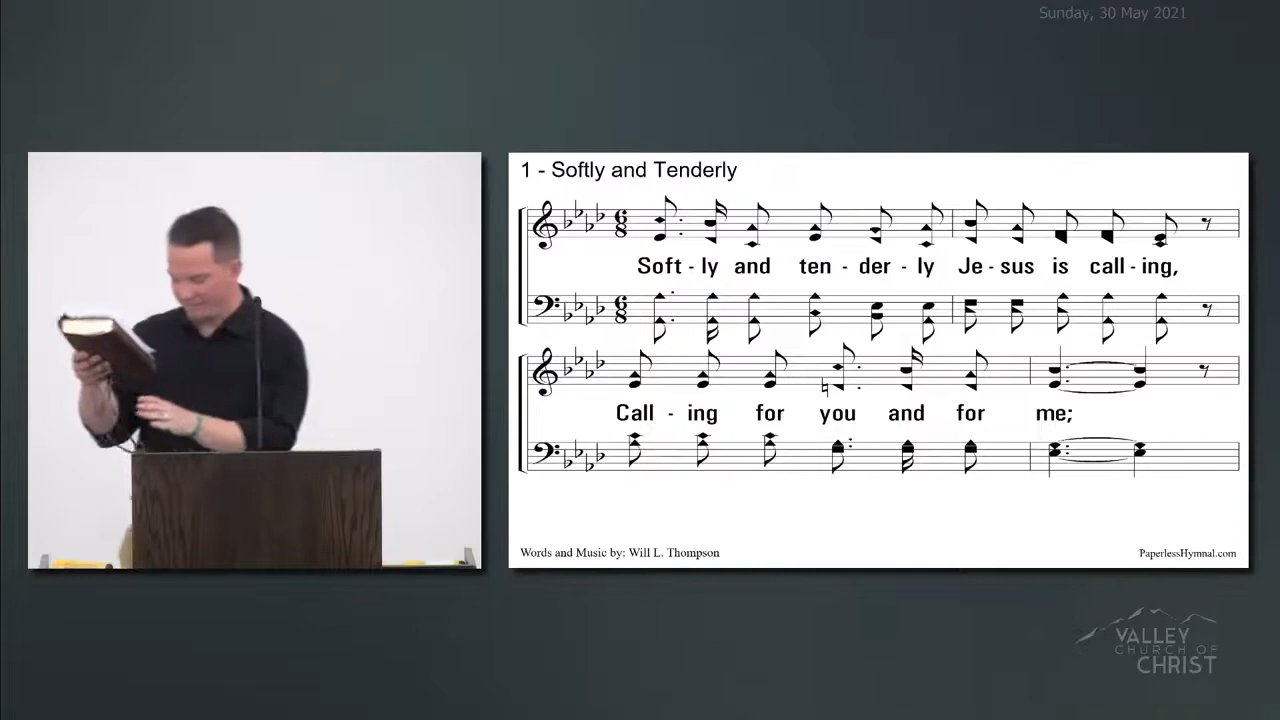 Sunday, 30 May 2021
1 - Softly and Tenderly
Soft - ly and ten - der - ly Je - sus is call - ing,
Call - ing for you and for me;
Words and Music by: Will L. Thompson
PaperlessHymnal.com
VALLEY
CHURCH OF
CHRIST